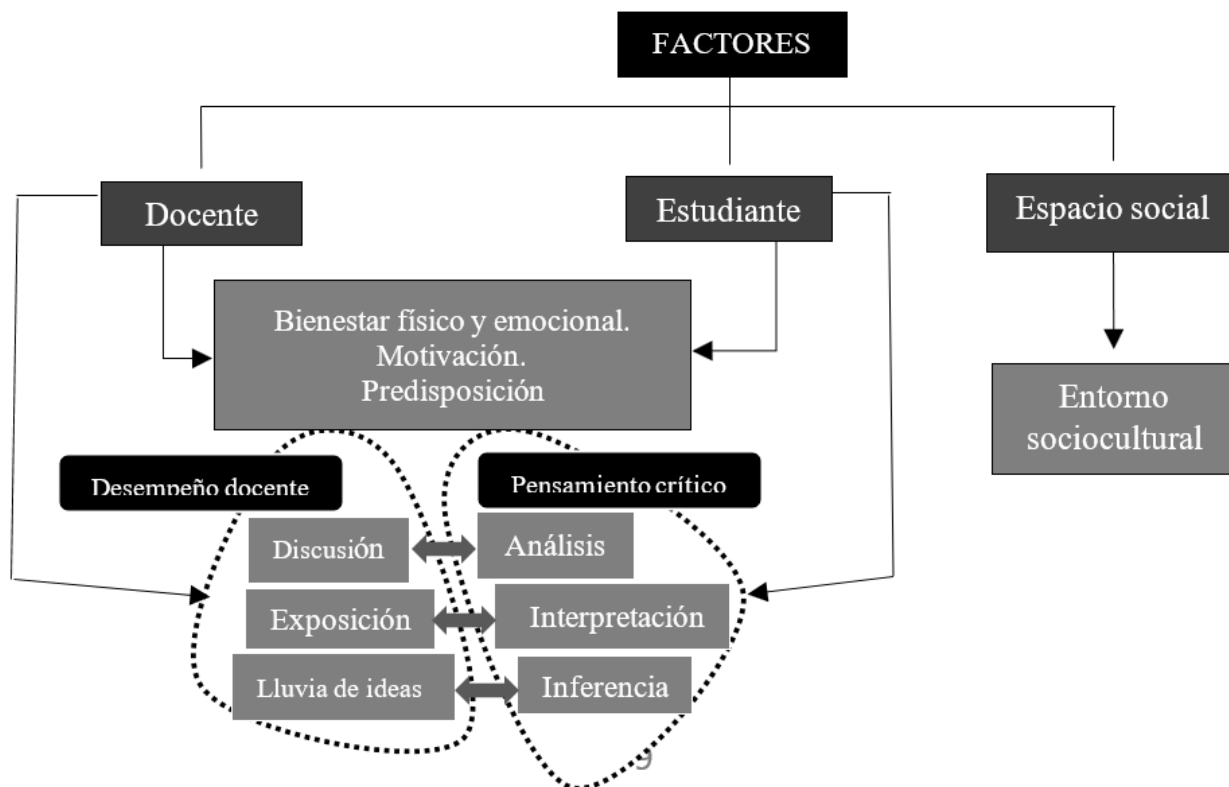 FACTORES
Docente
Estudiante
Espacio social
Bienestar físico y emocional.
Motivación.
Predisposición
Entorno
sociocultural
Desempeño docente
Pensamiento crítico
Discusión
Análisis
Exposición
Interpretación
Lluvia de ideas
Inferencia
9